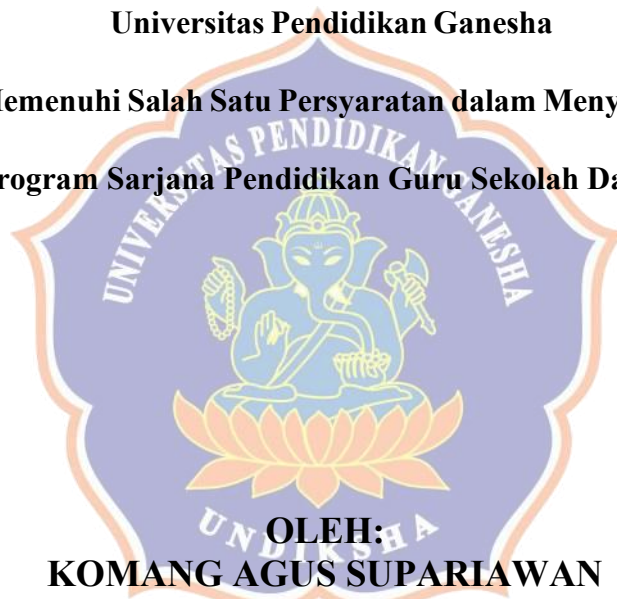 Universitas Pendidikan Ganesha
Memenuhi Salah Satu Persyaratan dalam Meny
rogram Sarjana Pendidikan Guru Sekolah Da
UNIVERSITAS PENDIDIKAN GANESHA
UNDIKSHA
OLEH:
KOMANG AGUS SUPARIAWAN